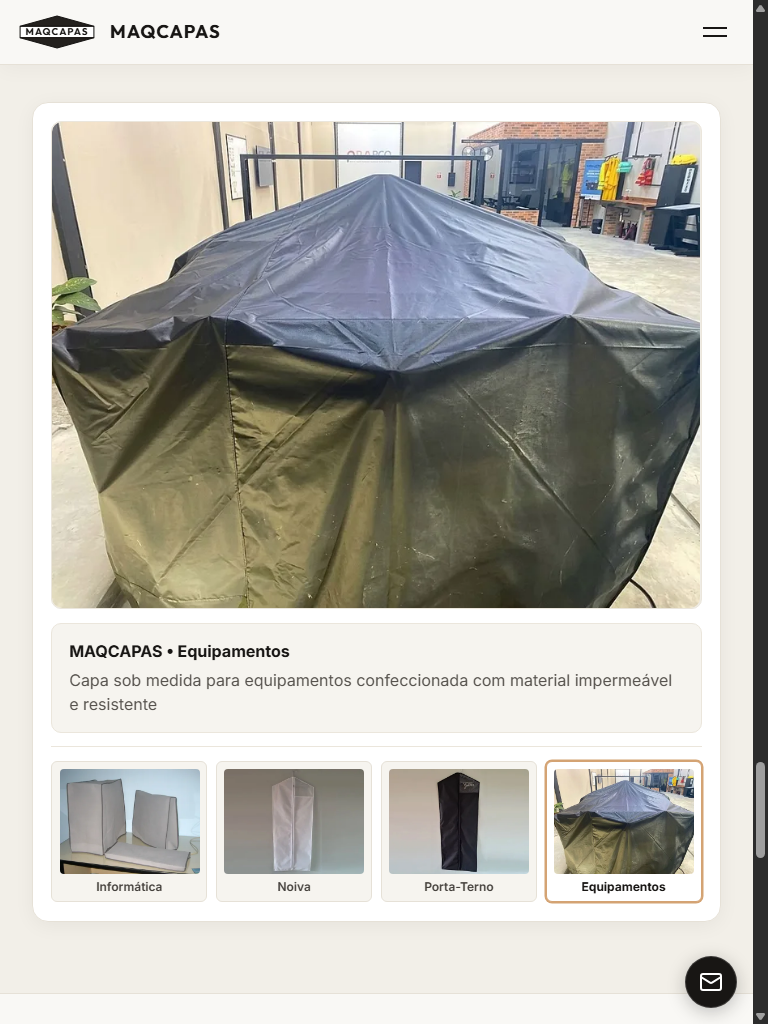 MAQCAPAS MAQCAPAS
MAQCAPAS • Equipamentos
Capa sob medida para equipamentos confeccionada com material impermeável
e resistente
Informática
Noiva
Porta-Terno
Equipamentos